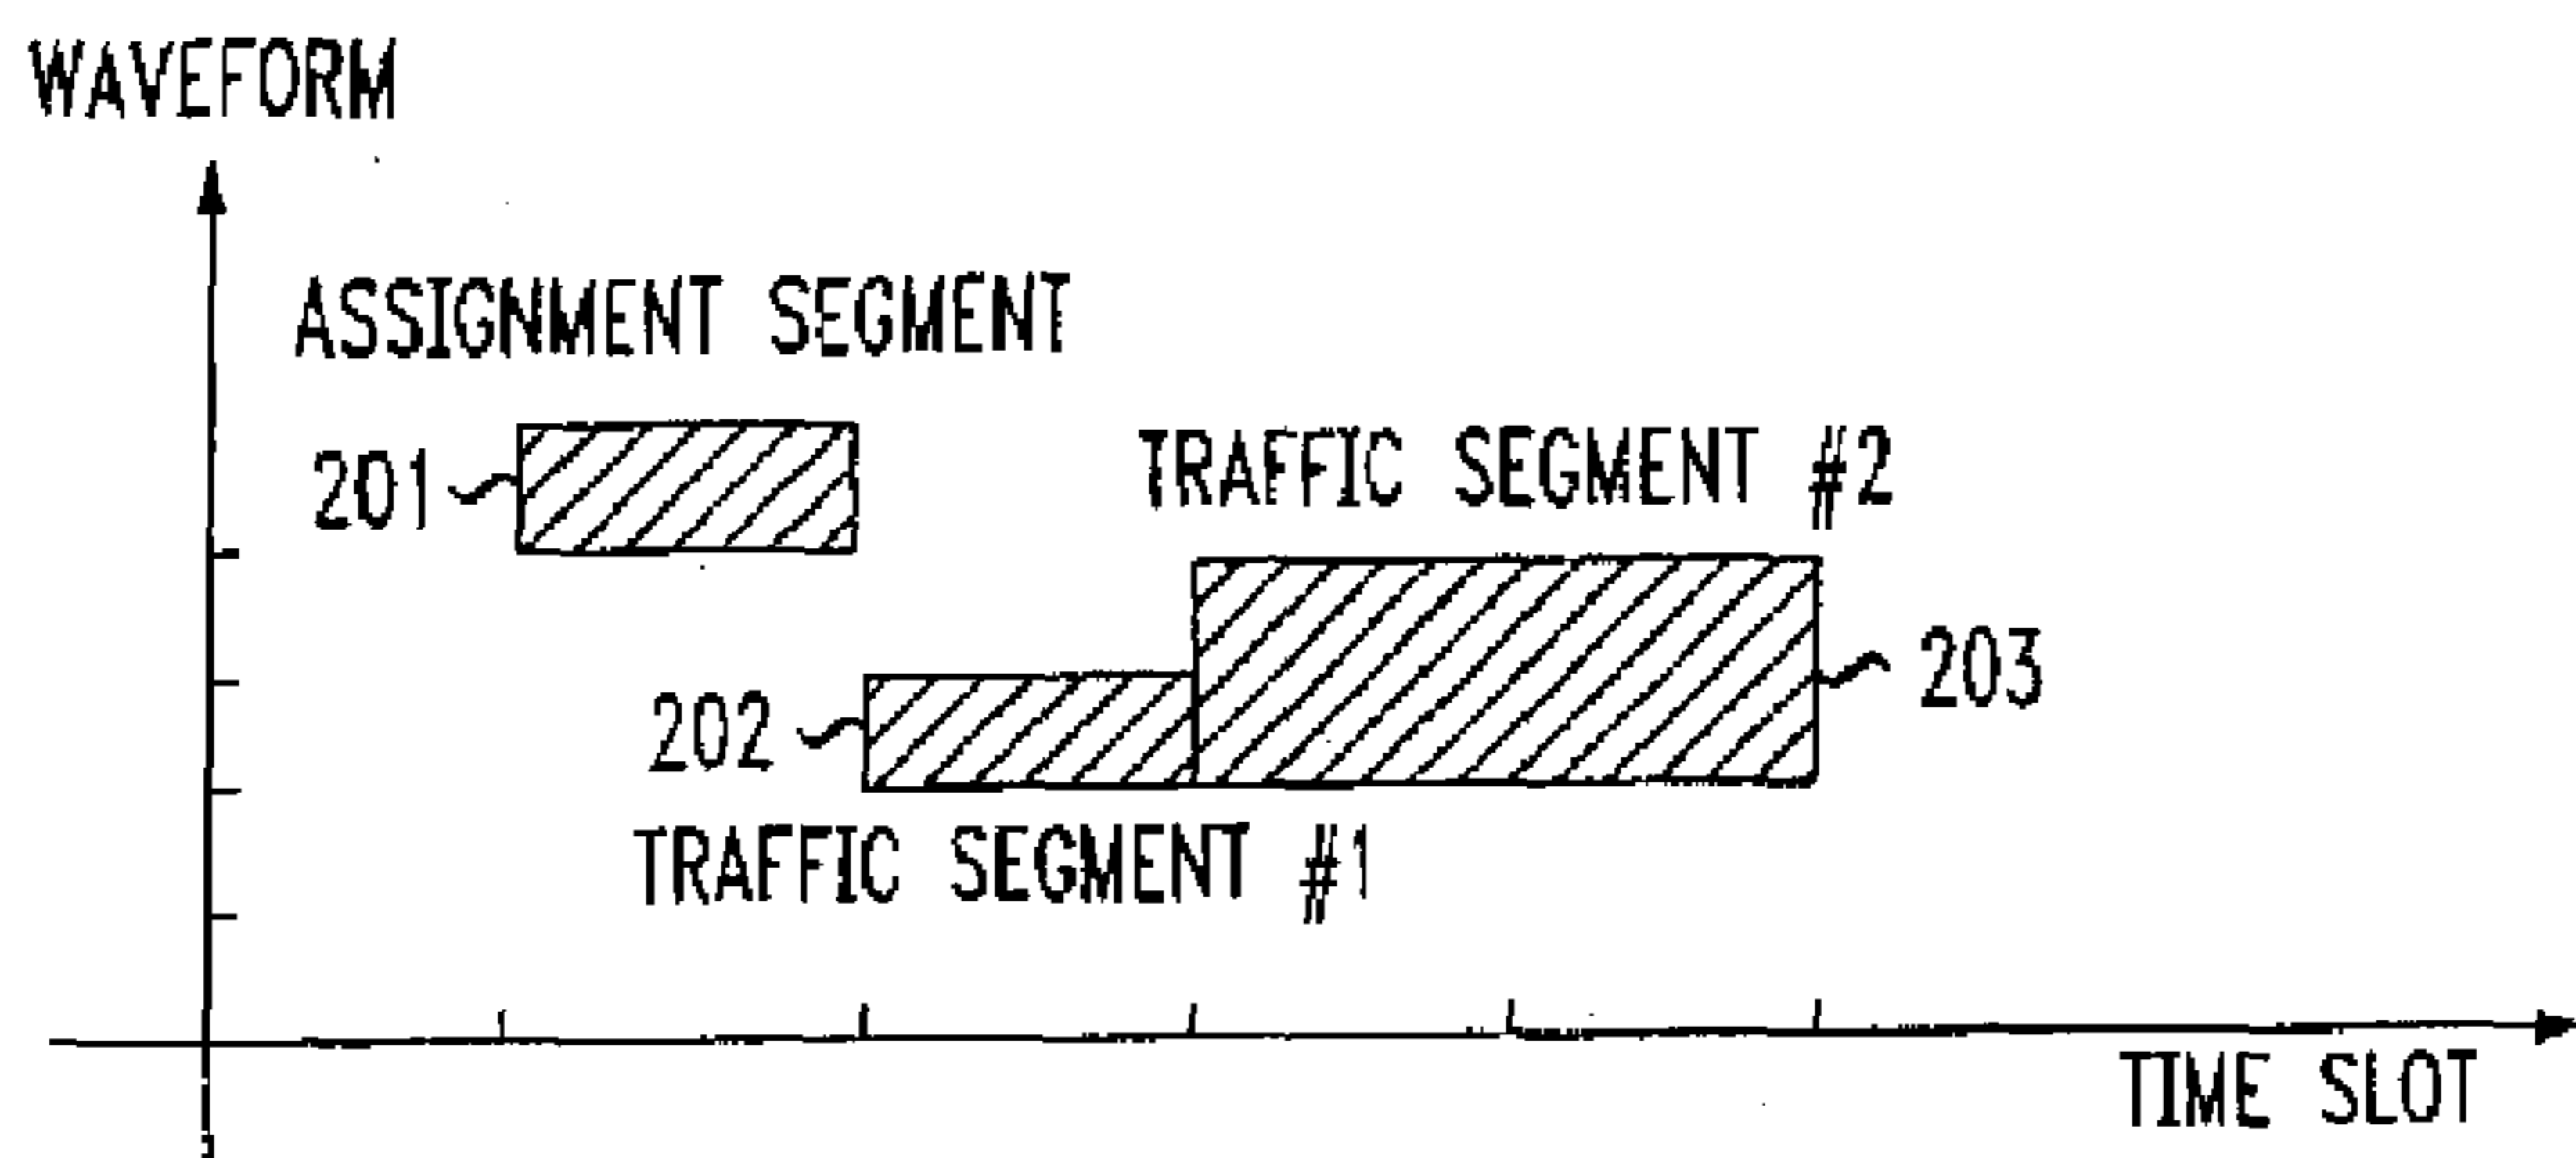 WAVEFORM
ASSIGNMENT SEGMENT
201
TRAFFIC SEGMENT #2
202
203
TRAFFIC SEGMENT #1
TIME SLOT